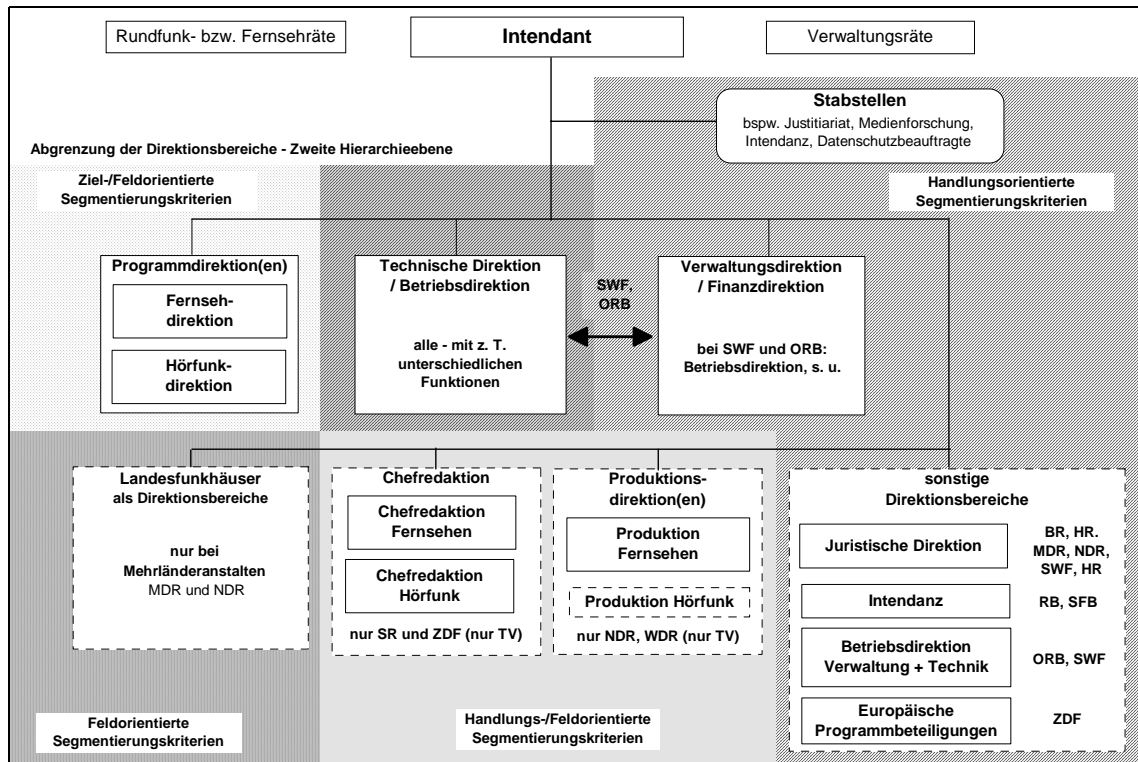 Rundfunk- bzw. Fernsehräte
Intendant
Verwaltungsräte
Stabstellen
bspw. Justitiariat, Medienforschung,
Intendanz, Datenschutzbeauftragte
Abgrenzung der Direktionsbereiche - Zweite Hierarchieebene
Ziel-/Feldorientierte
Segmentierungskriterien
Handlungsorientierte
Segmentierungskriterien
Programmdirektion(en)
Fernseh-
direktion
Hörfunk-
direktion
Technische Direktion
/ Betriebsdirektion
alle - mit z. T.
unterschiedlichen
Funktionen
SWF,
ORB
Verwaltungsdirektion
/ Finanzdirektion
bei SWF und ORB:
Betriebsdirektion, s. u.
Landesfunkhäuser
als Direktionsbereiche
nur bei
Mehrländeranstalten
MDR und NDR
Chefredaktion
Chefredaktion
Fernsehen
Chefredaktion
Hörfunk
nur SR und ZDF (nur TV)
Produktions-
direktion(en)
Produktion
Fernsehen
Produktion Hörfunk
nur NDR, WDR (nur TV)
sonstige
Direktionsbereiche
Juristische Direktion
BR, HR.
MDR, NDR,
SWF, HR
Intendanz
RB, SFB
Betriebsdirektion
Verwaltung + Technik
ORB, SWF
Europäische
Programmbeteiligungen
ZDF
Feldorientierte
Segmentierungskriterien
Handlungs-/Feldorientierte
Segmentierungskriterien